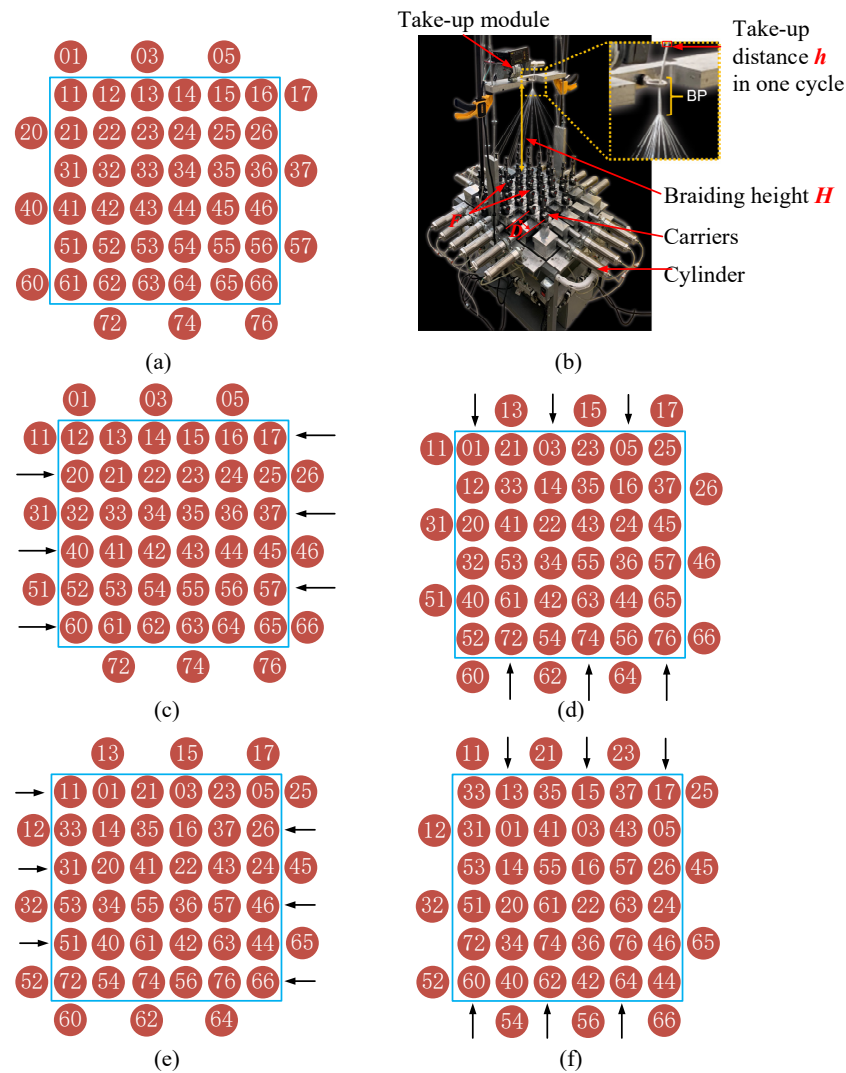 01 03 05
11 12 13 14 15 16 17
20 21 22 23 24 25 26
31 32 33 34 35 36 37
40 41 42 43 44 45 46
51 52 53 54 55 56 57
60 61 62 63 64 65 66
72 74 76
(a)
Take-up module
Take-up
distance h
in one cycle
BP
Braiding height H
F
D
Carriers
Cylinder
(b)
01 03 05
11 12 13 14 15 16 17
20 21 22 23 24 25 26
31 32 33 34 35 36 37
40 41 42 43 44 45 46
51 52 53 54 55 56 57
60 61 62 63 64 65 66
72 74 76
(c)
13 15 17
11 01 21 03 23 05 25
12 33 14 35 16 37 26
31 20 41 22 43 24 45
32 53 34 55 36 57 46
51 40 61 42 63 44 65
52 72 54 74 56 76 66
60 62 64
(d)
13 15 17
11 01 21 03 23 05 25
12 33 14 35 16 37 26
31 20 41 22 43 24 45
32 53 34 55 36 57 46
51 40 61 42 63 44 65
52 72 54 74 56 76 66
60 62 64
(e)
11 21 23
33 13 35 15 37 17 25
12 31 01 41 03 43 05
53 14 55 16 57 26 45
32 51 20 61 22 63 24
72 34 74 36 76 46 65
52 60 40 62 42 64 44
54 56 66
(f)